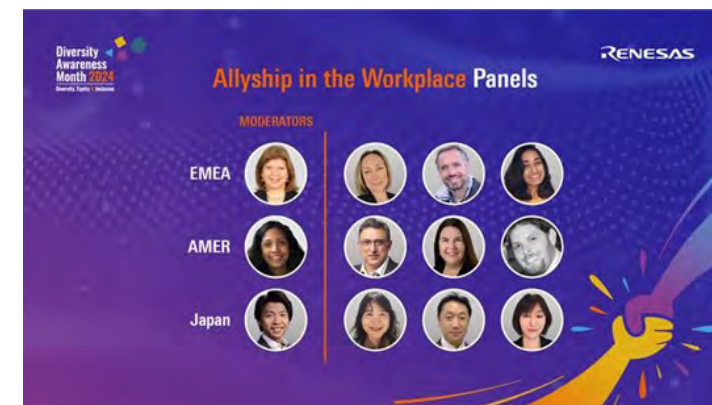 Diversity
Awareness
Month 2024
Diversity, Equity & Inclusion
RENESAS
Allyship in the Workplace Panels
MODERATORS
EMEA
AMER
Japan